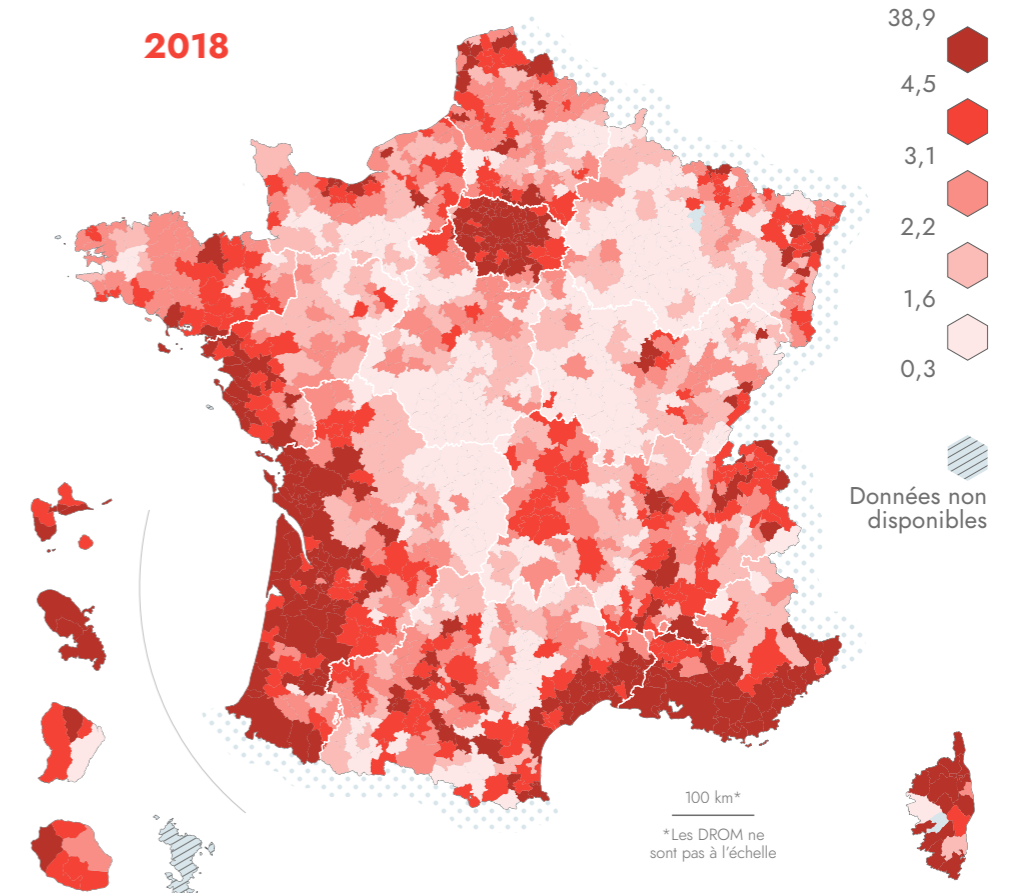 2018
38,9
4,5
3,1
2,2
1,6
0,3
Données non
disponibles
100 km*
*Les DROM ne
sont pas à l'échelle